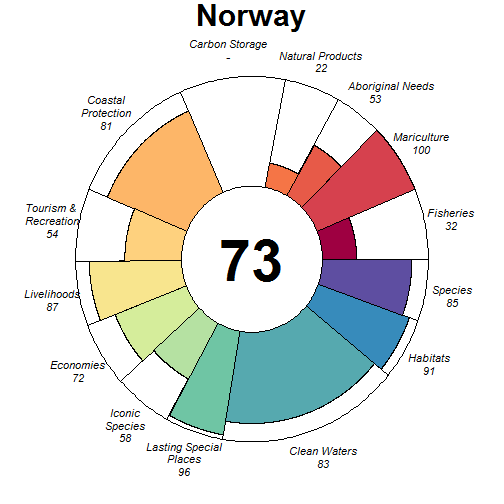 Norway
Carbon Storage
-
Natural Products
22
Aboriginal Needs
53
Mariculture
100
Fisheries
32
Species
85
Habitats
91
Clean Waters
83
Lasting Special
Places
96
Iconic
Species
58
Economies
72
Livelihoods
87
Tourism &
Recreation
54
Coastal
Protection
81
73